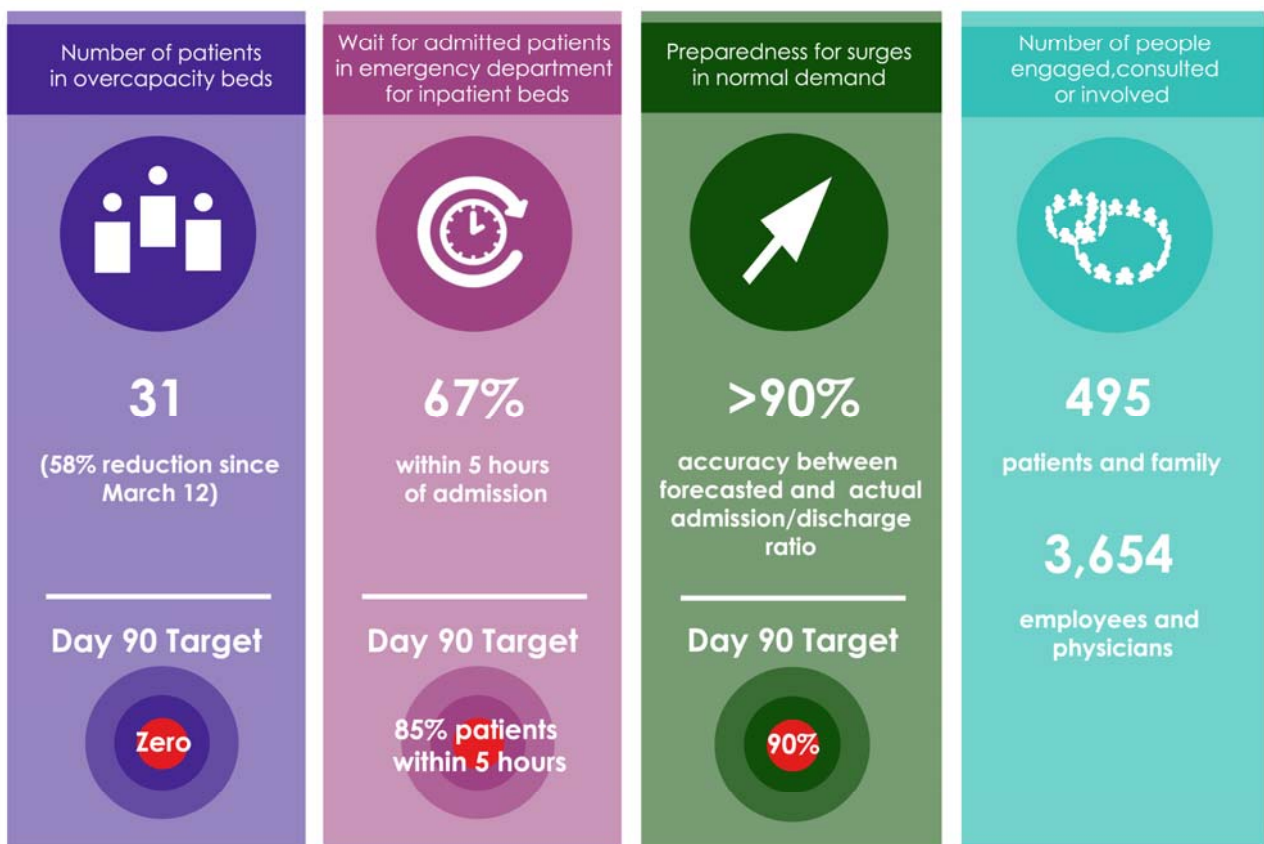 Number of patients
in overcapacity beds
31
(58% reduction since
March 12)
Day 90 Target
Zero
Wait for admitted patients
in emergency department
for inpatient beds
67%
within 5 hours
of admission
Day 90 Target
85% patients
within 5 hours
Preparedness for surges
in normal demand
>90%
accuracy between
forecasted and actual
admission/discharge
ratio
Day 90 Target
90%
Number of people
engaged,consulted
or involved
495
patients and family
3,654
employees and
physicians